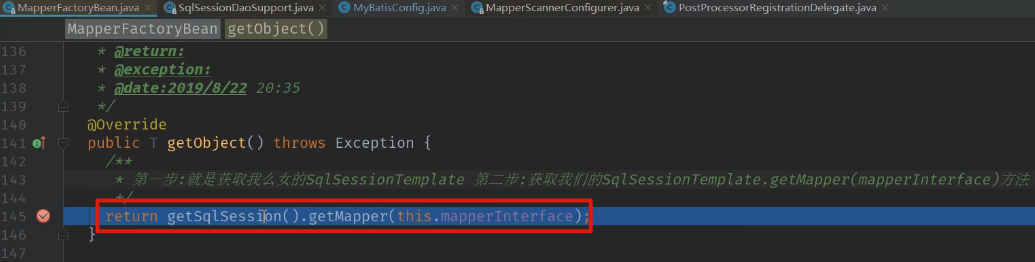 MapperFactoryBean.java × SqlSessionDaoSupport.java × MyBatisConfig.java × MapperScannerConfigurer.java × PostProcessorRegistrationDelegate.java ×
MapperFactoryBean getObject()
136 * @return:
137 * @exception:
138 * @date:2019/8/22 20:35
139 */
140 @Override
141 public T getObject() throws Exception {
142 /**
143 * 第一步:就是获取我么女的SqlSessionTemplate 第二步:获取我们的SqlSessionTemplate.getMapper(mapperInterface)方法
144 */
145 return getSqlSession().getMapper(this.mapperInterface);
146 }
147